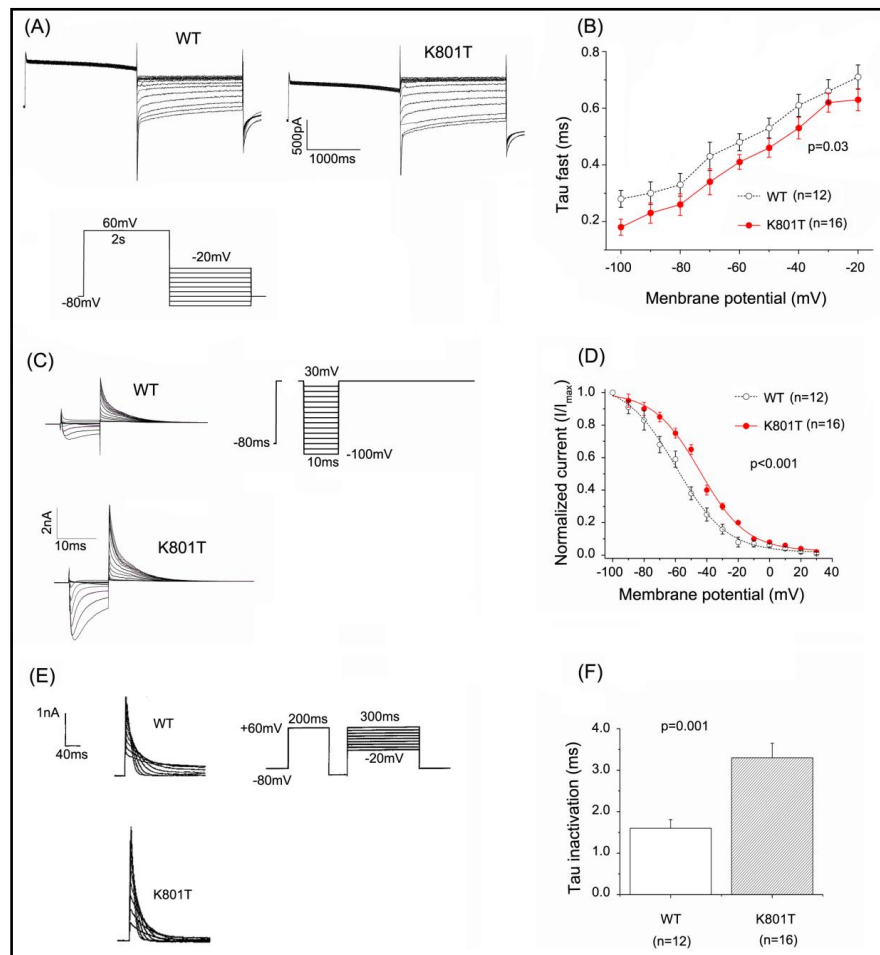 (A)
WT
K801T
500pA
1000ms
60mV
2s
-20mV
-80mV
(B)
Tau fast (ms)
0.8
0.6
0.4
0.2
p=0.03
WT (n=12)
K801T (n=16)
-100 -80 -60 -40 -20
Menbrane potential (mV)
(C)
WT
30mV
-80ms
-100mV
10ms
2nA
10ms
K801T
(D)
Normalized current (I/Imax)
1.0
0.8
0.6
0.4
0.2
0.0
WT (n=12)
K801T (n=16)
p<0.001
-100 -80 -60 -40 -20 0 20 40
Membrane potential (mV)
(E)
1nA
40ms
WT
+60mV
200ms
300ms
-20mV
-80mV
K801T
(F)
Tau inactivation (ms)
4.0
3.0
2.0
1.0
0.0
p=0.001
WT
(n=12)
K801T
(n=16)